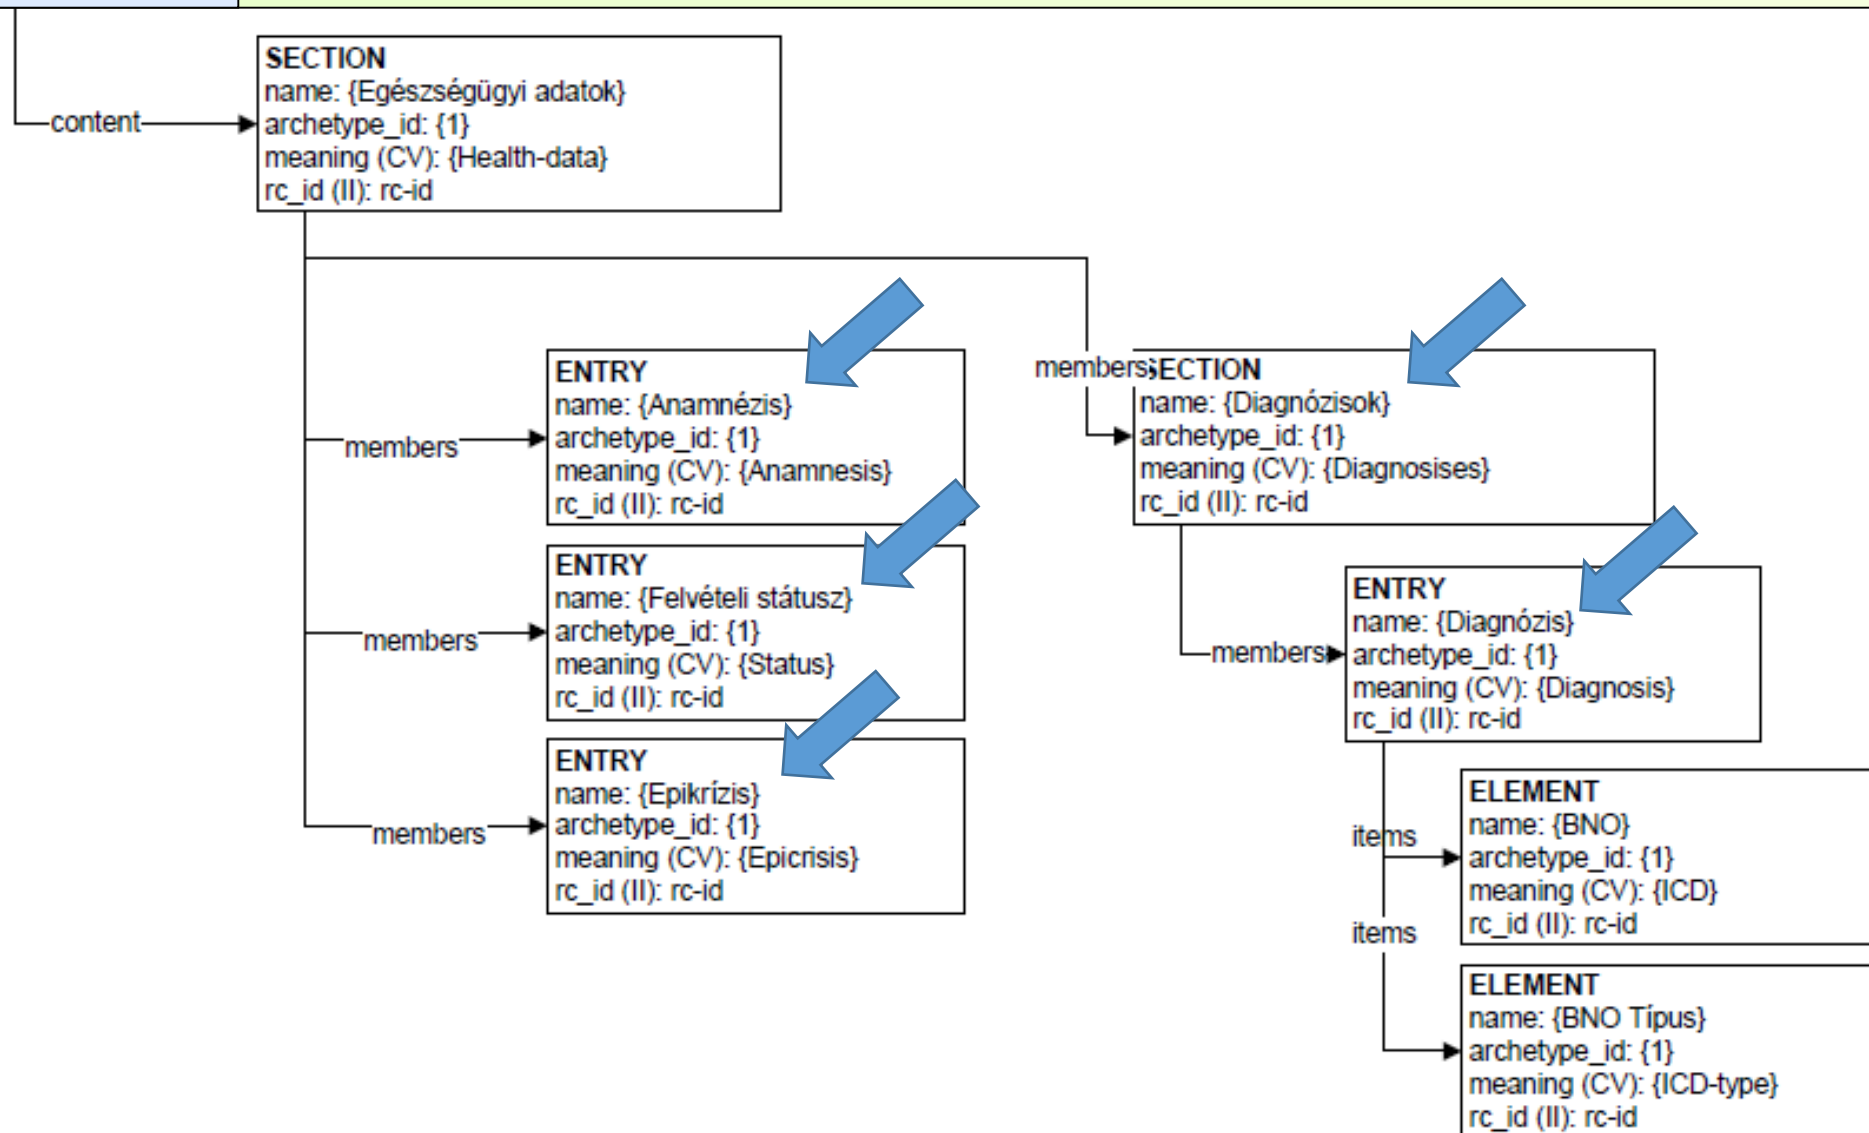 SECTION
name: {Egészségügyi adatok}
content
archetype_id: {1}
meaning (CV): {Health-data}
rc_id (II): rc-id
ENTRY
name: {Anamnézis}
members
archetype_id: {1}
meaning (CV): {Anamnesis}
rc_id (II): rc-id
ENTRY
name: {Felvételi státusz}
members
archetype_id: {1}
meaning (CV): {Status}
rc_id (II): rc-id
ENTRY
name: {Epikrízis}
members
archetype_id: {1}
meaning (CV): {Epicrisis}
rc_id (II): rc-id
members
SECTION
name: {Diagnózisok}
archetype_id: {1}
meaning (CV): {Diagnosises}
rc_id (II): rc-id
ENTRY
name: {Diagnózis}
members
archetype_id: {1}
meaning (CV): {Diagnosis}
rc_id (II): rc-id
ELEMENT
name: {BNO}
items
archetype_id: {1}
meaning (CV): {ICD}
rc_id (II): rc-id
items
ELEMENT
name: {BNO Típus}
archetype_id: {1}
meaning (CV): {ICD-type}
rc_id (II): rc-id